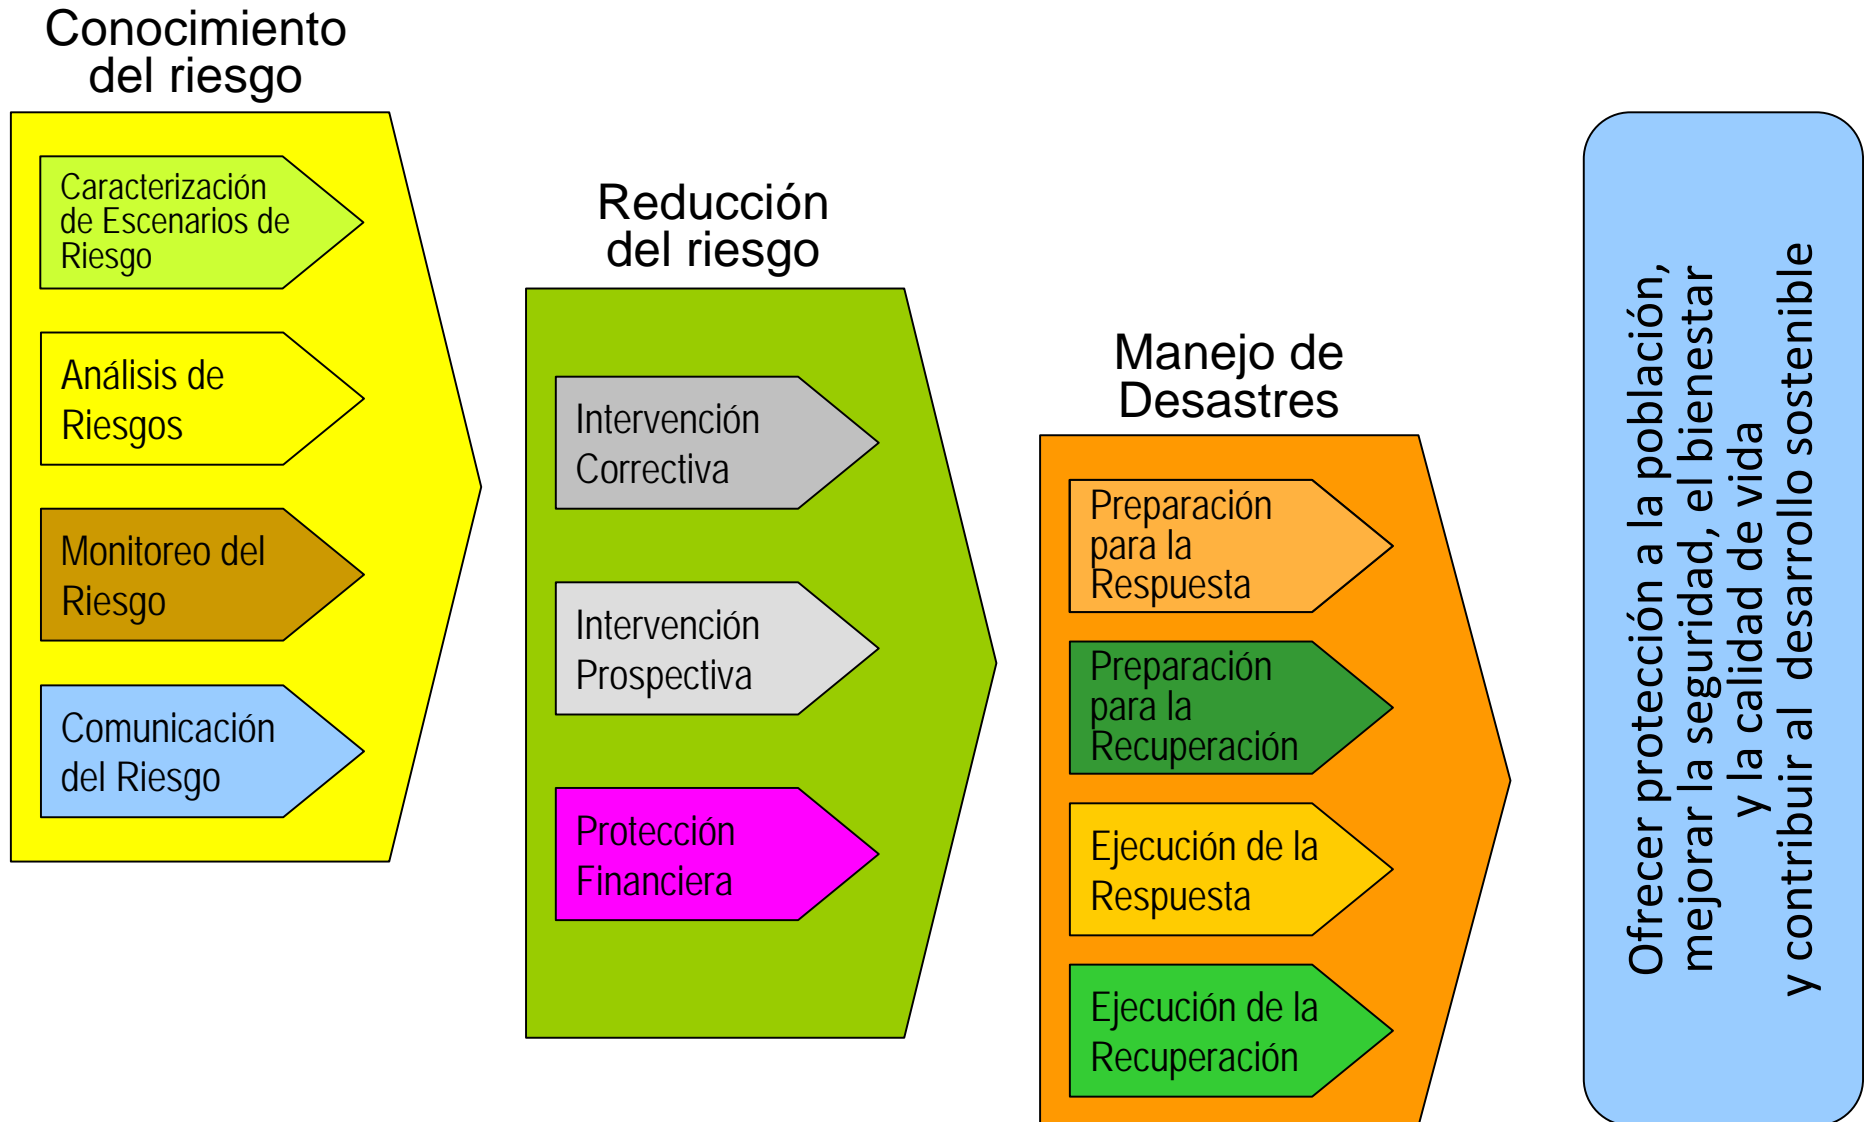 Conocimiento
del riesgo
Caracterización
de Escenarios de
Riesgo
Análisis de
Riesgos
Monitoreo del
Riesgo
Comunicación
del Riesgo
Reducción
del riesgo
Intervención
Correctiva
Intervención
Prospectiva
Protección
Financiera
Manejo de
Desastres
Preparación
para la
Respuesta
Preparación
para la
Recuperación
Ejecución de la
Respuesta
Ejecución de la
Recuperación
Ofrecer protección a la población,
mejorar la seguridad, el bienestar
y la calidad de vida
y contribuir al desarrollo sostenible